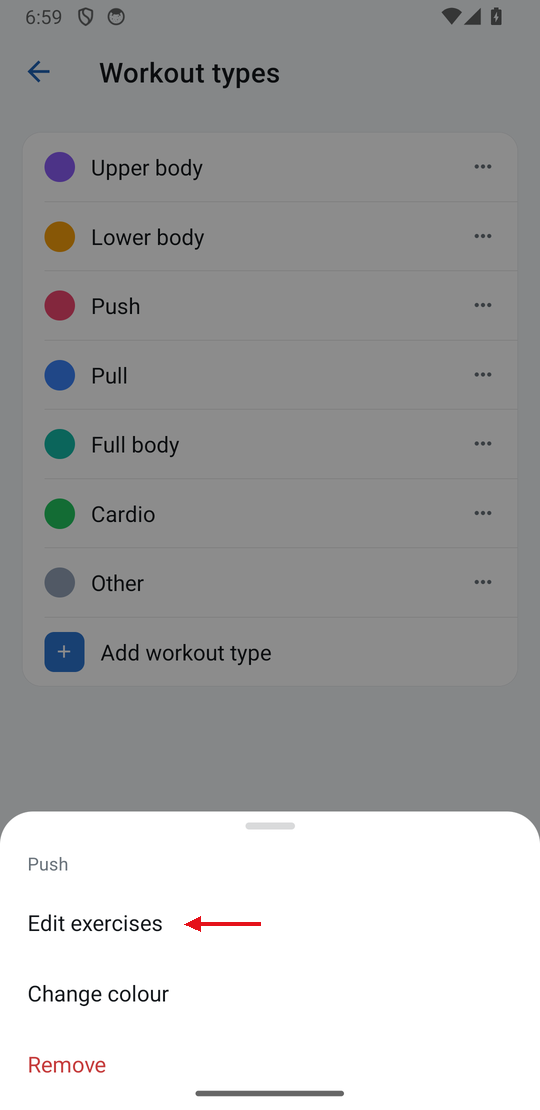 6:59
Workout types
Upper body
Lower body
Push
Pull
Full body
Cardio
Other
Add workout type
Push
Edit exercises
Change colour
Remove